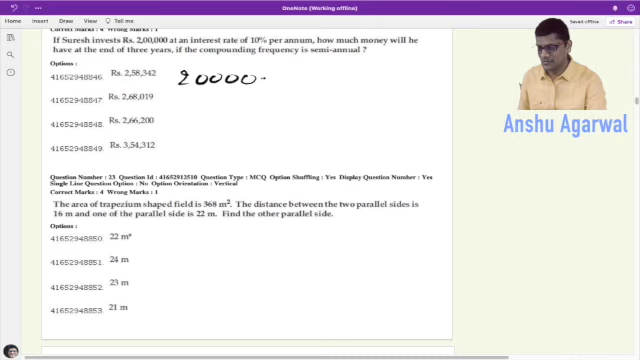 OneNote (Working offline)
Home Insert Draw View Tell me
Saved offline
Correct Marks : 4 Wrong Marks : 1
If Suresh invests Rs. 2,00,000 at an interest rate of 10% per annum, how much money will he
have at the end of three years, if the compounding frequency is semi-annual ?
Options :
41652948846. Rs. 2,58,342
20000
41652948847. Rs. 2,68,019
41652948848. Rs. 2,66,200
41652948849. Rs. 3,54,312
Anshu Agarwal
Question Number : 23 Question Id : 41652912510 Question Type : MCQ Option Shuffling : Yes Display Question Number : Yes
Single Line Question Option : No Option Orientation : Vertical
Correct Marks : 4 Wrong Marks : 1
The area of trapezium shaped field is 368 m². The distance between the two parallel sides is
16 m and one of the parallel side is 22 m. Find the other parallel side.
Options :
41652948850. 22 m
41652948851. 24 m
41652948852. 23 m
41652948853. 21 m